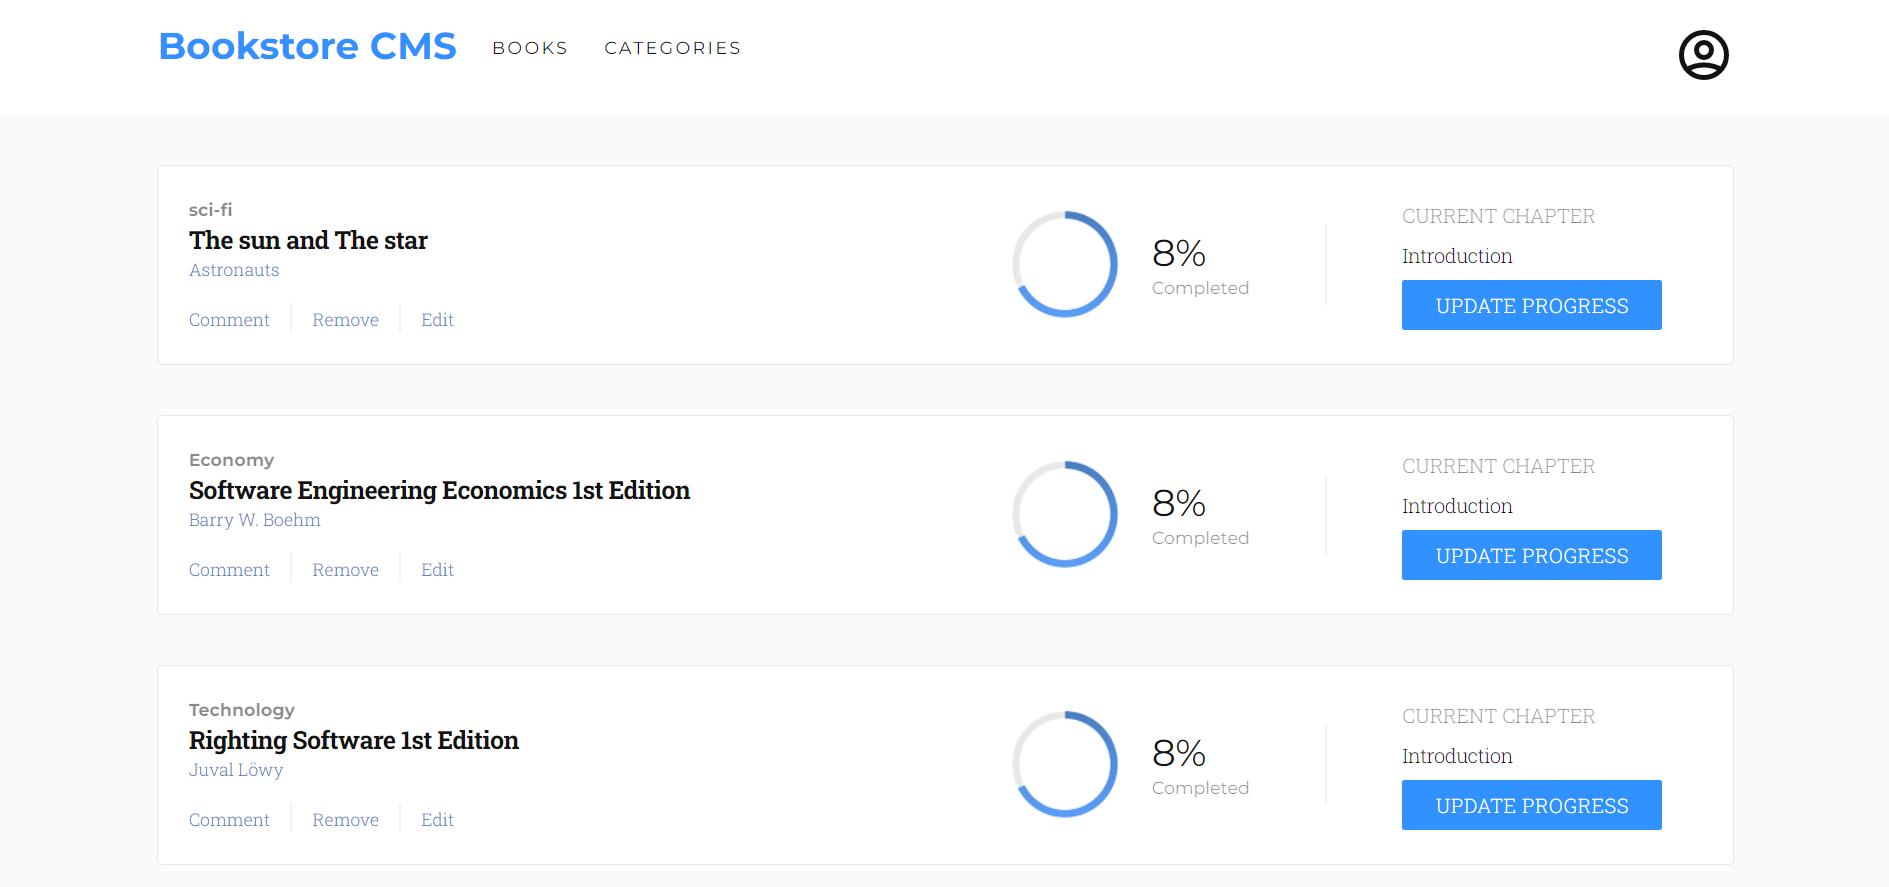 Bookstore CMS BOOKS CATEGORIES
sci-fi
The sun and The star
Astronauts
Comment Remove Edit
8%
Completed
CURRENT CHAPTER
Introduction
UPDATE PROGRESS
Economy
Software Engineering Economics 1st Edition
Barry W. Boehm
Comment Remove Edit
8%
Completed
CURRENT CHAPTER
Introduction
UPDATE PROGRESS
Technology
Righting Software 1st Edition
Juval Löwy
Comment Remove Edit
8%
Completed
CURRENT CHAPTER
Introduction
UPDATE PROGRESS